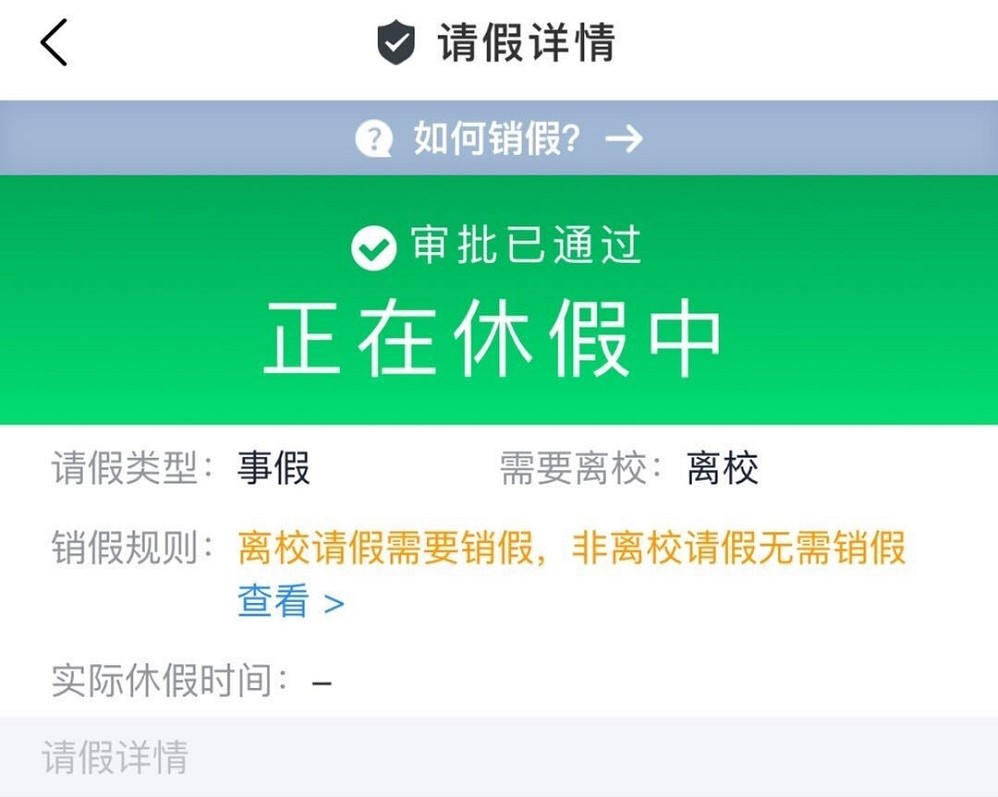 请假详情
如何销假? →
审批已通过
正在休假中
请假类型：事假 需要离校：离校
销假规则：离校请假需要销假，非离校请假无需销假
查看 >
实际休假时间：–
请假详情